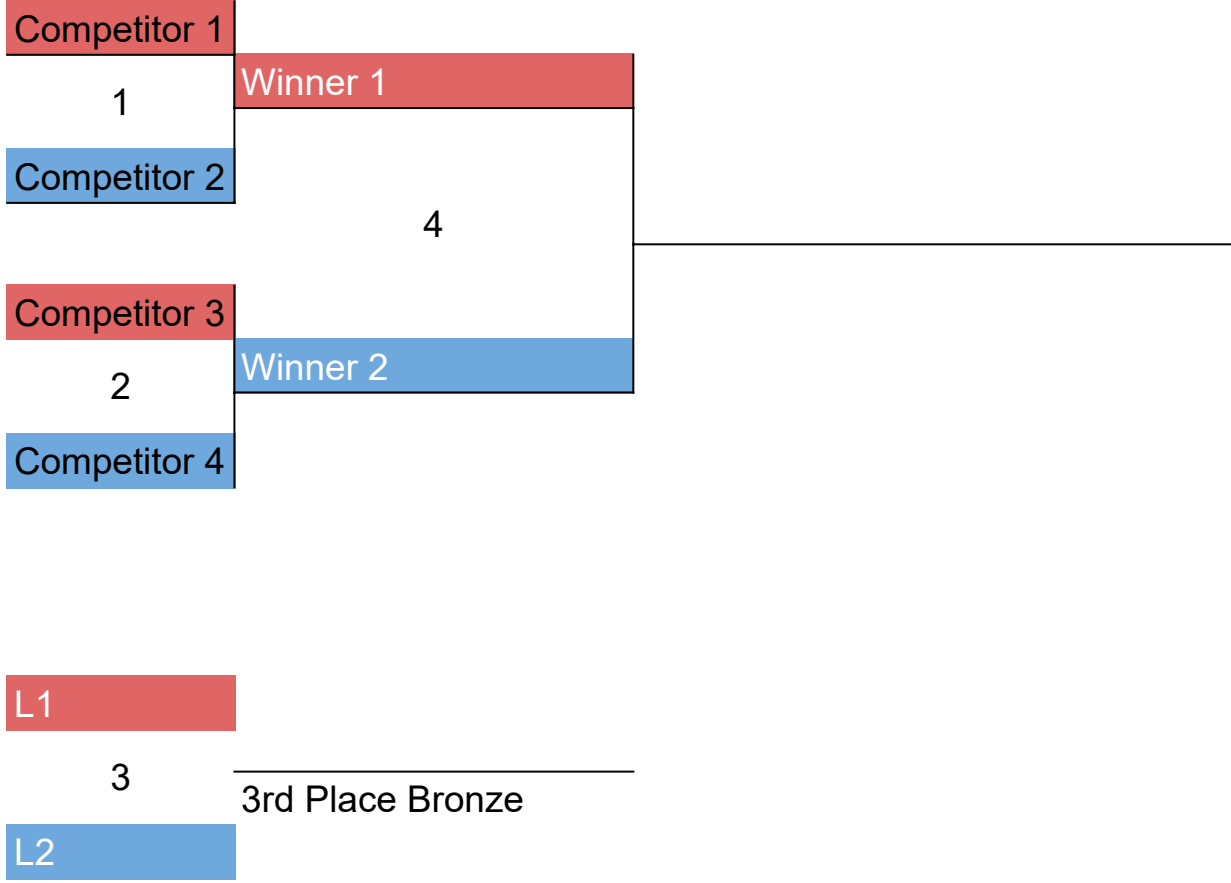 Competitor 1
Winner 1
1
Competitor 2
4
Competitor 3
Winner 2
2
Competitor 4
L1
3
3rd Place Bronze
L2